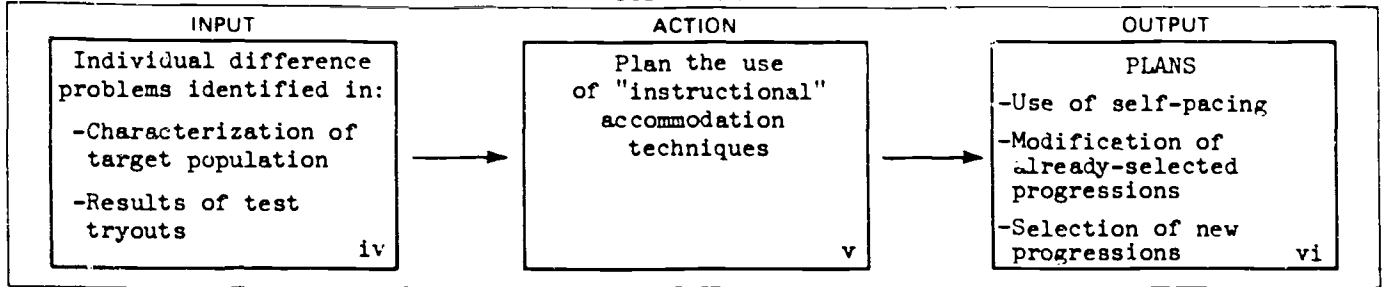 INPUT
Individual difference
problems identified in:
-Characterization of
target population
-Results of test
tryouts
iv
ACTION
Plan the use
of "instructional"
accommodation
techniques
v
OUTPUT
PLANS
-Use of self-pacing
-Modification of
already-selected
progressions
-Selection of new
progressions
vi